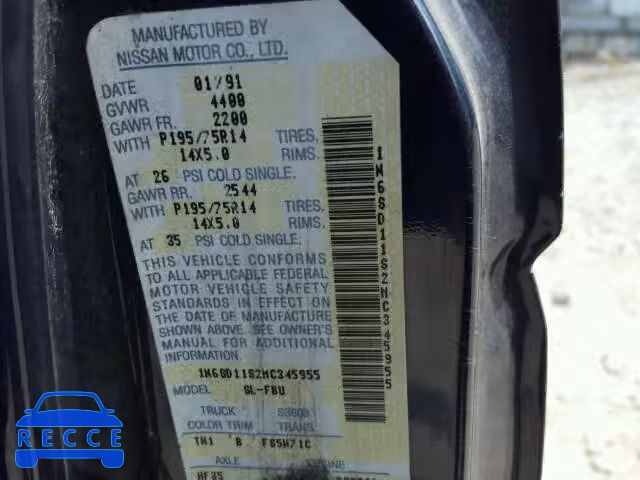 MANUFACTURED BY
NISSAN MOTOR CO., LTD.
DATE 01/91
GVWR 4400
GAWR FR. 2200
WITH P195/75R14 TIRES,
14X5.0 RIMS,
AT 26 PSI COLD SINGLE,
GAWR RR. 2544
WITH P195/75R14 TIRES,
14X5.0 RIMS,
AT 35 PSI COLD SINGLE,
THIS VEHICLE CONFORMS
TO ALL APPLICABLE FEDERAL
MOTOR VEHICLE SAFETY
STANDARDS IN EFFECT ON
THE DATE OF MANUFACTURE
SHOWN ABOVE. SEE OWNER'S
MANUAL FOR ADDITIONAL
INFORMATION.
1N6SD11S2MC345955
MODEL GL-FBU
TRUCK
COLOR TRIM TRANS
TH1 B FS5W71C
AXLE
HF35
1N6SD11S2MC345955
RECCE